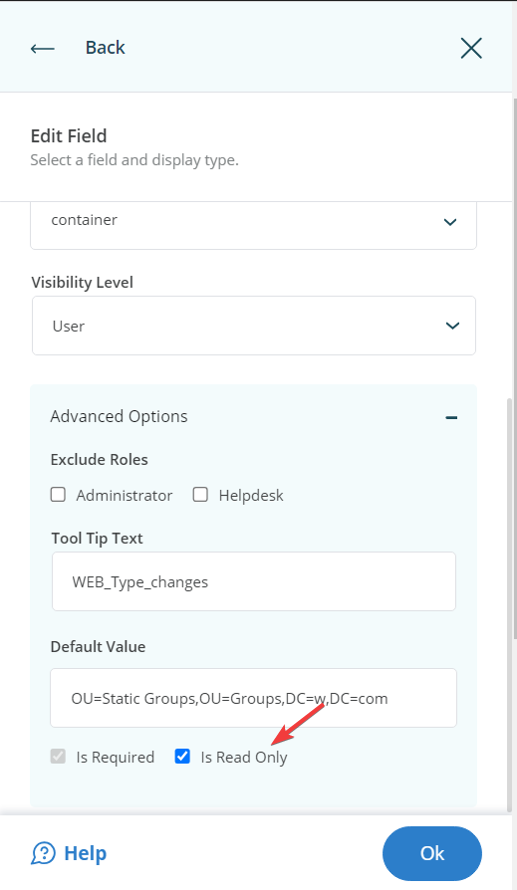 Back
Edit Field
Select a field and display type.
container
Visibility Level
User
Advanced Options
Exclude Roles
Administrator Helpdesk
Tool Tip Text
WEB_Type_changes
Default Value
OU=Static Groups,OU=Groups,DC=w,DC=com
Is Required Is Read Only
Help Ok